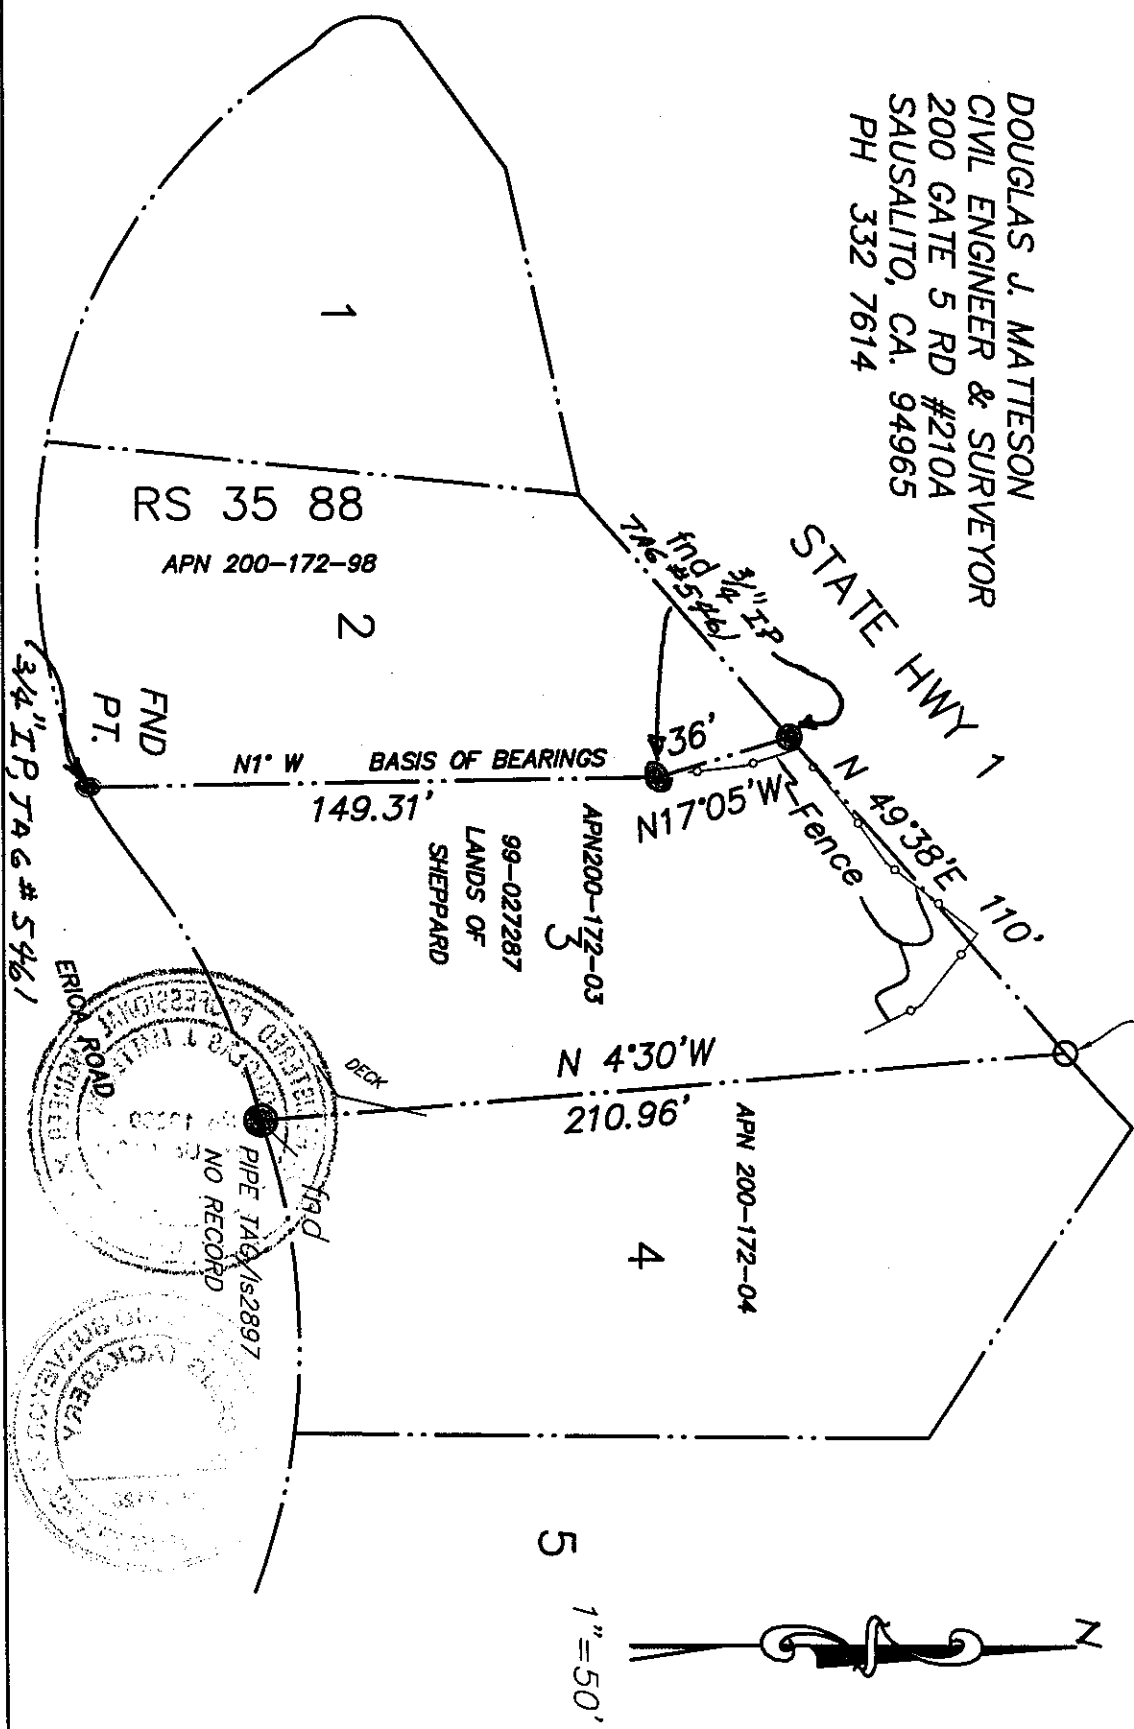 DOUGLAS J. MATTESON
CIVIL ENGINEER & SURVEYOR
200 GATE 5 RD #210A
SAUSALITO, CA. 94965
PH 332 7614
STATE HWY 1
fnd 3/4" IP
TAG #5461
36'
N17°05'W
N 49°38'E 110'
Fence
1
RS 35 88
APN 200-172-98
2
N1° W BASIS OF BEARINGS
149.31'
FND
PT.
3/4" IP, TAG # 5461
APN200-172-03
3
99-027287
LANDS OF
SHEPPARD
N 4°30'W
210.96'
APN 200-172-04
4
DECK
ERICA ROAD
fnd
PIPE TAG/ls2897
NO RECORD
5
1"=50'
N